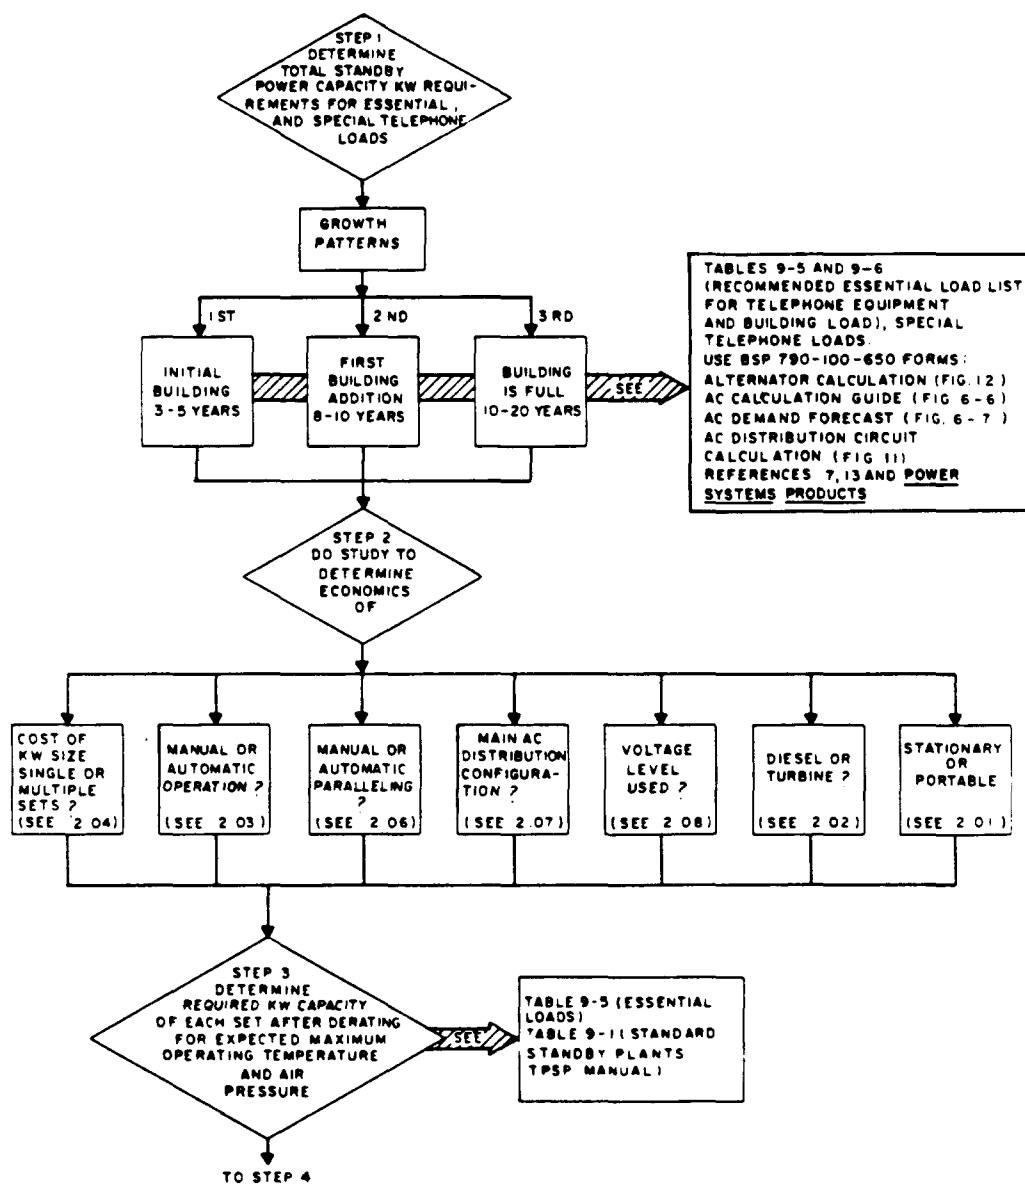 STEP 1
DETERMINE
TOTAL STANDBY
POWER CAPACITY KW REQUI-
REMENTS FOR ESSENTIAL,
AND SPECIAL TELEPHONE
LOADS
GROWTH
PATTERNS
1ST
2ND
3RD
INITIAL
BUILDING
3-5 YEARS
FIRST
BUILDING
ADDITION
8-10 YEARS
BUILDING
IS FULL
10-20 YEARS
SEE
TABLES 9-5 AND 9-6
(RECOMMENDED ESSENTIAL LOAD LIST
FOR TELEPHONE EQUIPMENT
AND BUILDING LOAD), SPECIAL
TELEPHONE LOADS.
USE BSP 790-100-650 FORMS:
ALTERNATOR CALCULATION (FIG. 12)
AC CALCULATION GUIDE (FIG 6-6)
AC DEMAND FORECAST (FIG. 6-7)
AC DISTRIBUTION CIRCUIT
CALCULATION (FIG 11)
REFERENCES 7, 13 AND POWER
SYSTEMS PRODUCTS
STEP 2
DO STUDY TO
DETERMINE
ECONOMICS
OF
COST OF
KW SIZE
SINGLE OR
MULTIPLE
SETS ?
(SEE 2.04)
MANUAL OR
AUTOMATIC
OPERATION ?
(SEE 2.03)
MANUAL OR
AUTOMATIC
PARALLELING
?
(SEE 2.06)
MAIN AC
DISTRIBUTION
CONFIGURA-
TION ?
(SEE 2.07)
VOLTAGE
LEVEL
USED ?
(SEE 2.08)
DIESEL OR
TURBINE ?
(SEE 2.02)
STATIONARY
OR
PORTABLE
(SEE 2.01)
STEP 3
DETERMINE
REQUIRED KW CAPACITY
OF EACH SET AFTER DERATING
FOR EXPECTED MAXIMUM
OPERATING TEMPERATURE
AND AIR
PRESSURE
SEE
TABLE 9-5 (ESSENTIAL
LOADS)
TABLE 9-1 (STANDARD
STANDBY PLANTS
TPSP MANUAL)
TO STEP 4